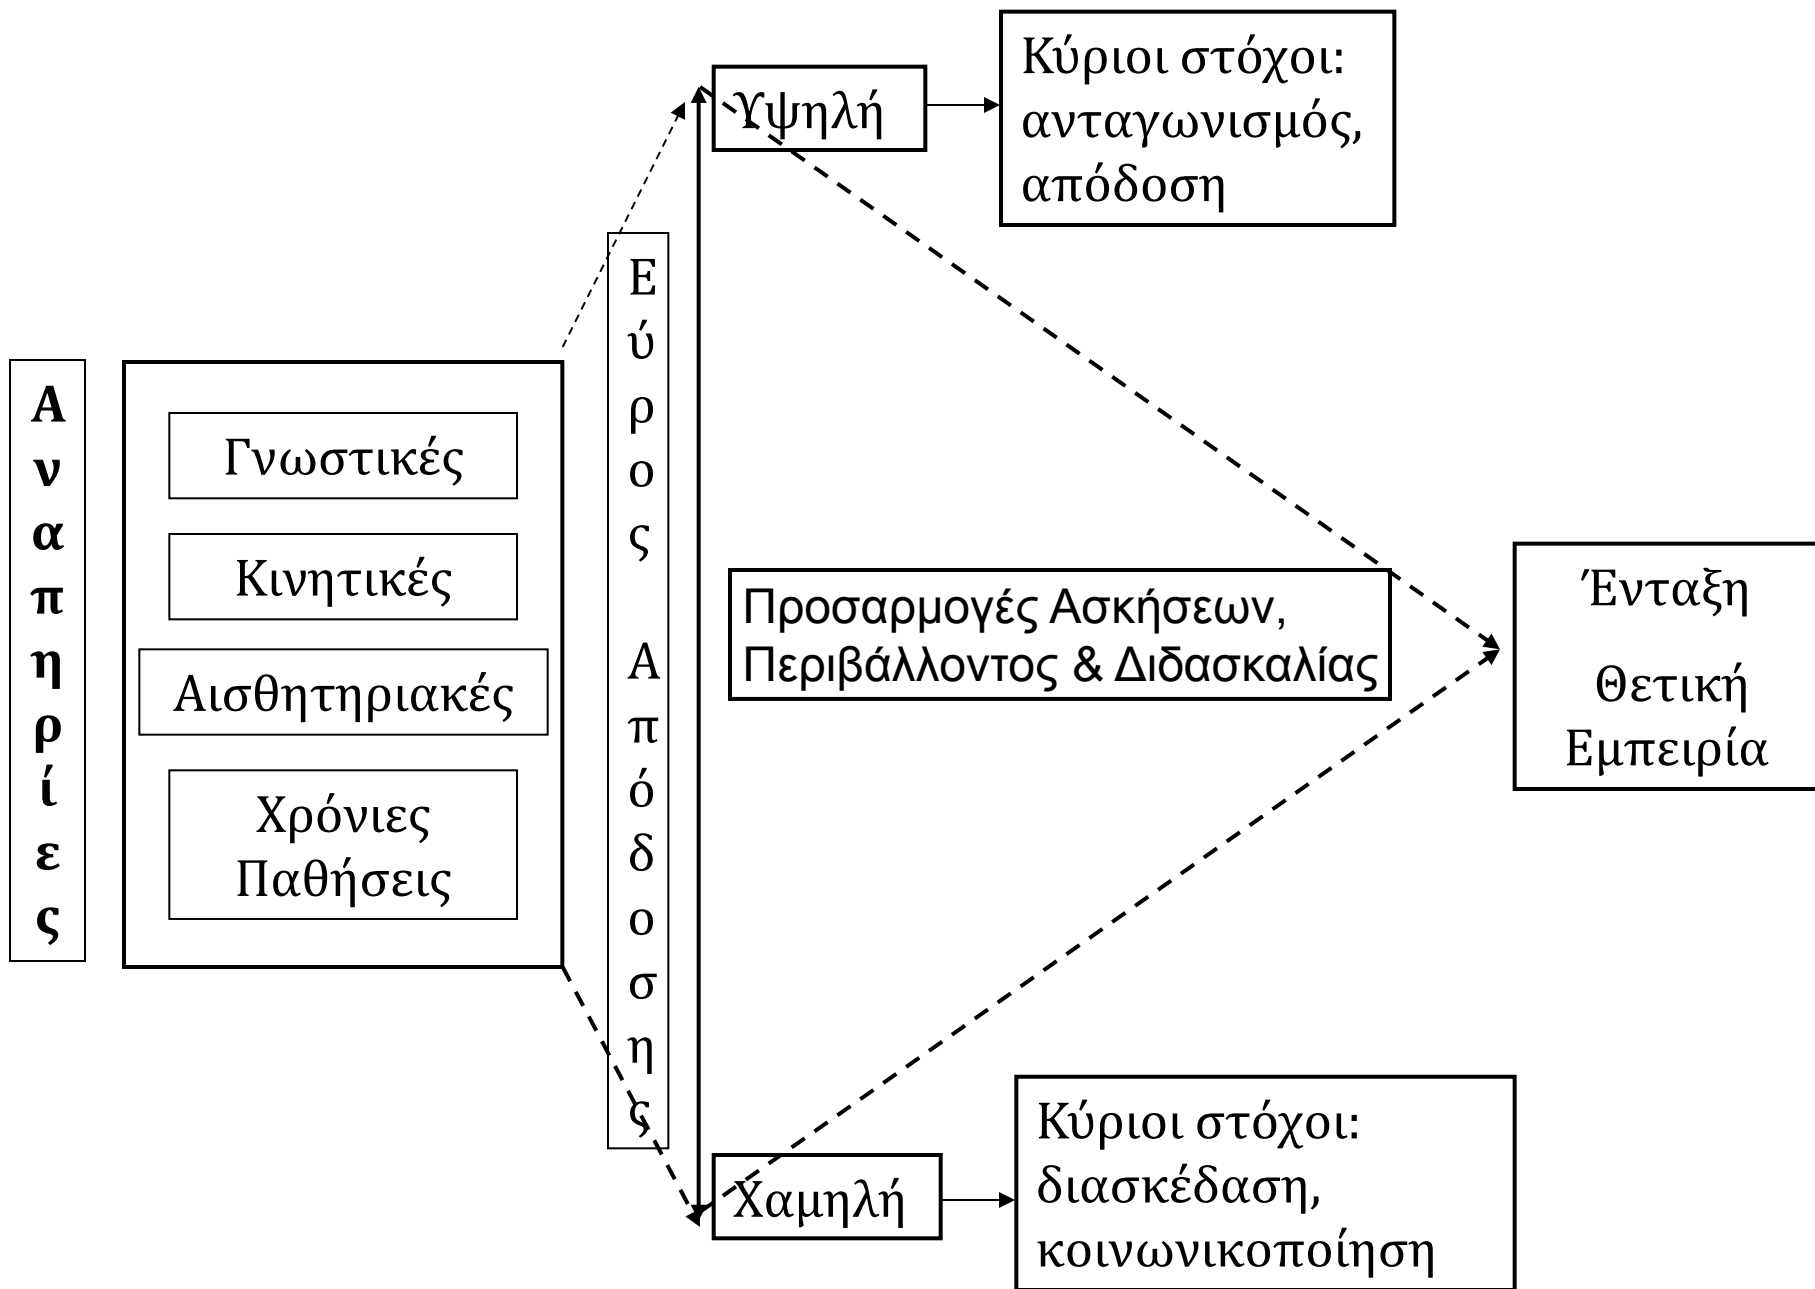 Αναπηρίες
Γνωστικές
Κινητικές
Αισθητηριακές
Χρόνιες
Παθήσεις
Εύρος Απόδοσης
Υψηλή
Κύριοι στόχοι:
ανταγωνισμός,
απόδοση
Προσαρμογές Ασκήσεων,
Περιβάλλοντος & Διδασκαλίας
Χαμηλή
Κύριοι στόχοι:
διασκέδαση,
κοινωνικοποίηση
Ένταξη
Θετική
Εμπειρία